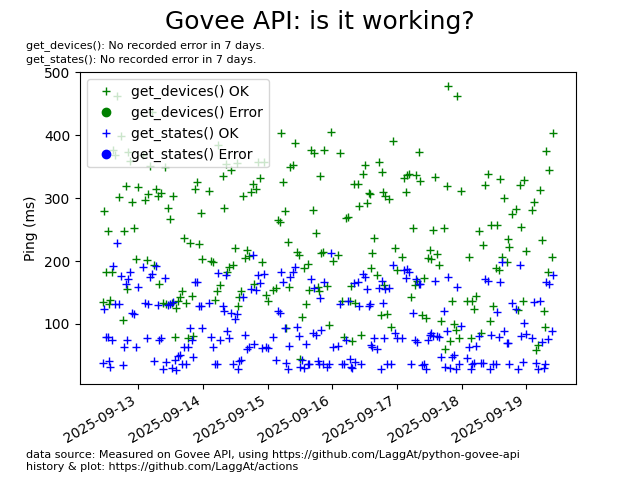 Govee API: is it working?
get_devices(): No recorded error in 7 days.
get_states(): No recorded error in 7 days.
500
400
300
200
100
Ping (ms)
get_devices() OK
get_devices() Error
get_states() OK
get_states() Error
2025-09-13
2025-09-14
2025-09-15
2025-09-16
2025-09-17
2025-09-18
2025-09-19
data source: Measured on Govee API, using https://github.com/LaggAt/python-govee-api
history & plot: https://github.com/LaggAt/actions